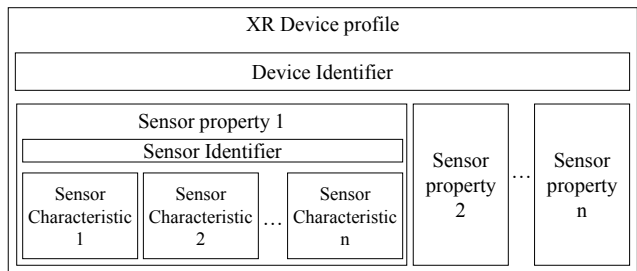 XR Device profile
Device Identifier
Sensor property 1
Sensor Identifier
Sensor
Characteristic
1
Sensor
Characteristic
2
…
Sensor
Characteristic
n
Sensor
property
2
…
Sensor
property
n